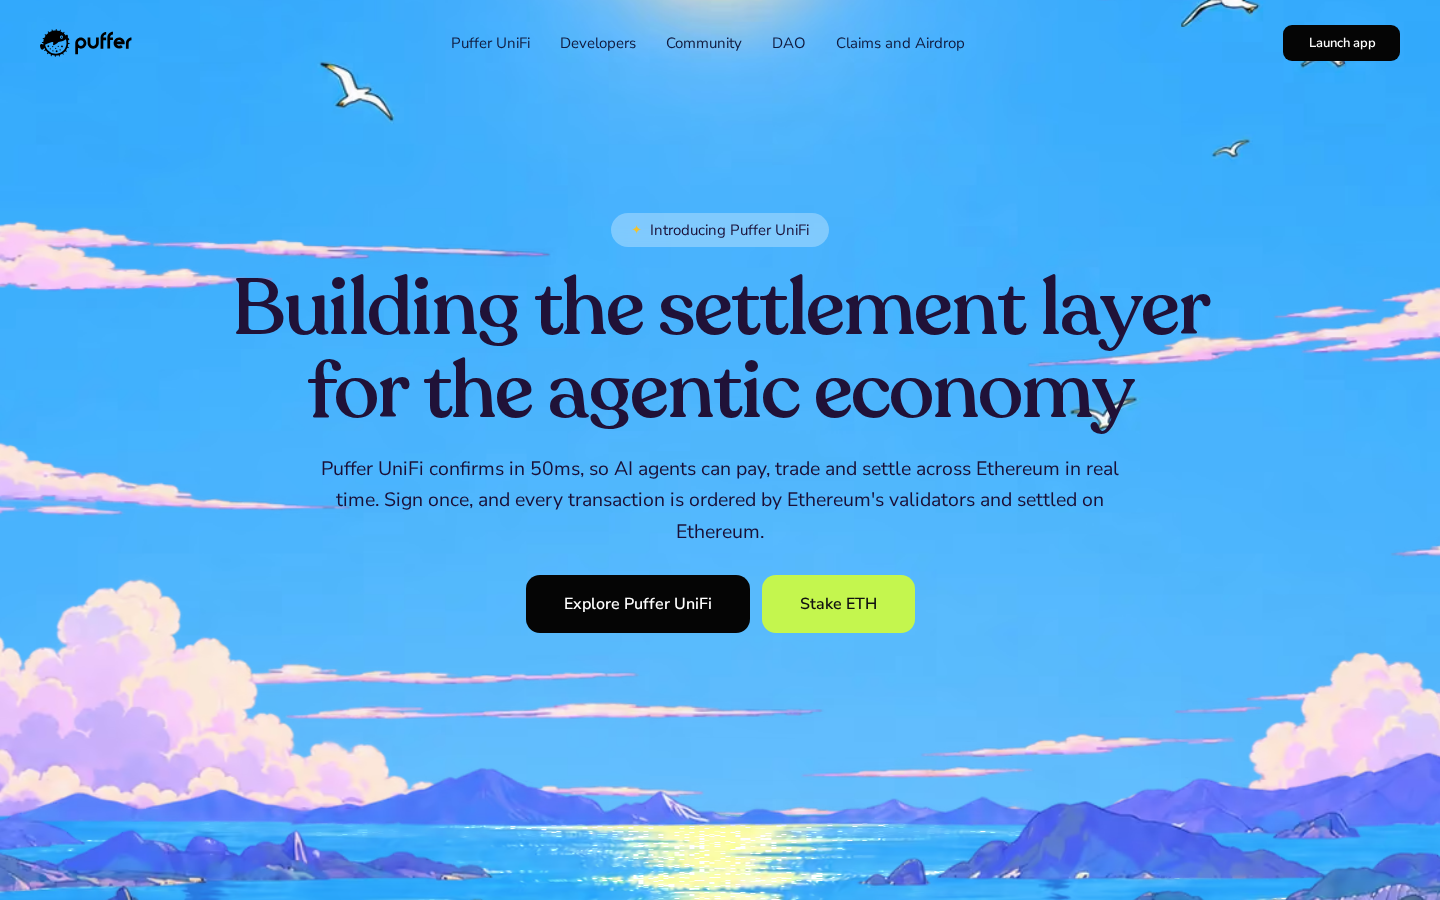 puffer
Puffer UniFi
Developers
Community
DAO
Claims and Airdrop
Launch app
Introducing Puffer UniFi
Building the settlement layer
for the agentic economy
Puffer UniFi confirms in 50ms, so AI agents can pay, trade and settle across Ethereum in real
time. Sign once, and every transaction is ordered by Ethereum's validators and settled on
Ethereum.
Explore Puffer UniFi
Stake ETH